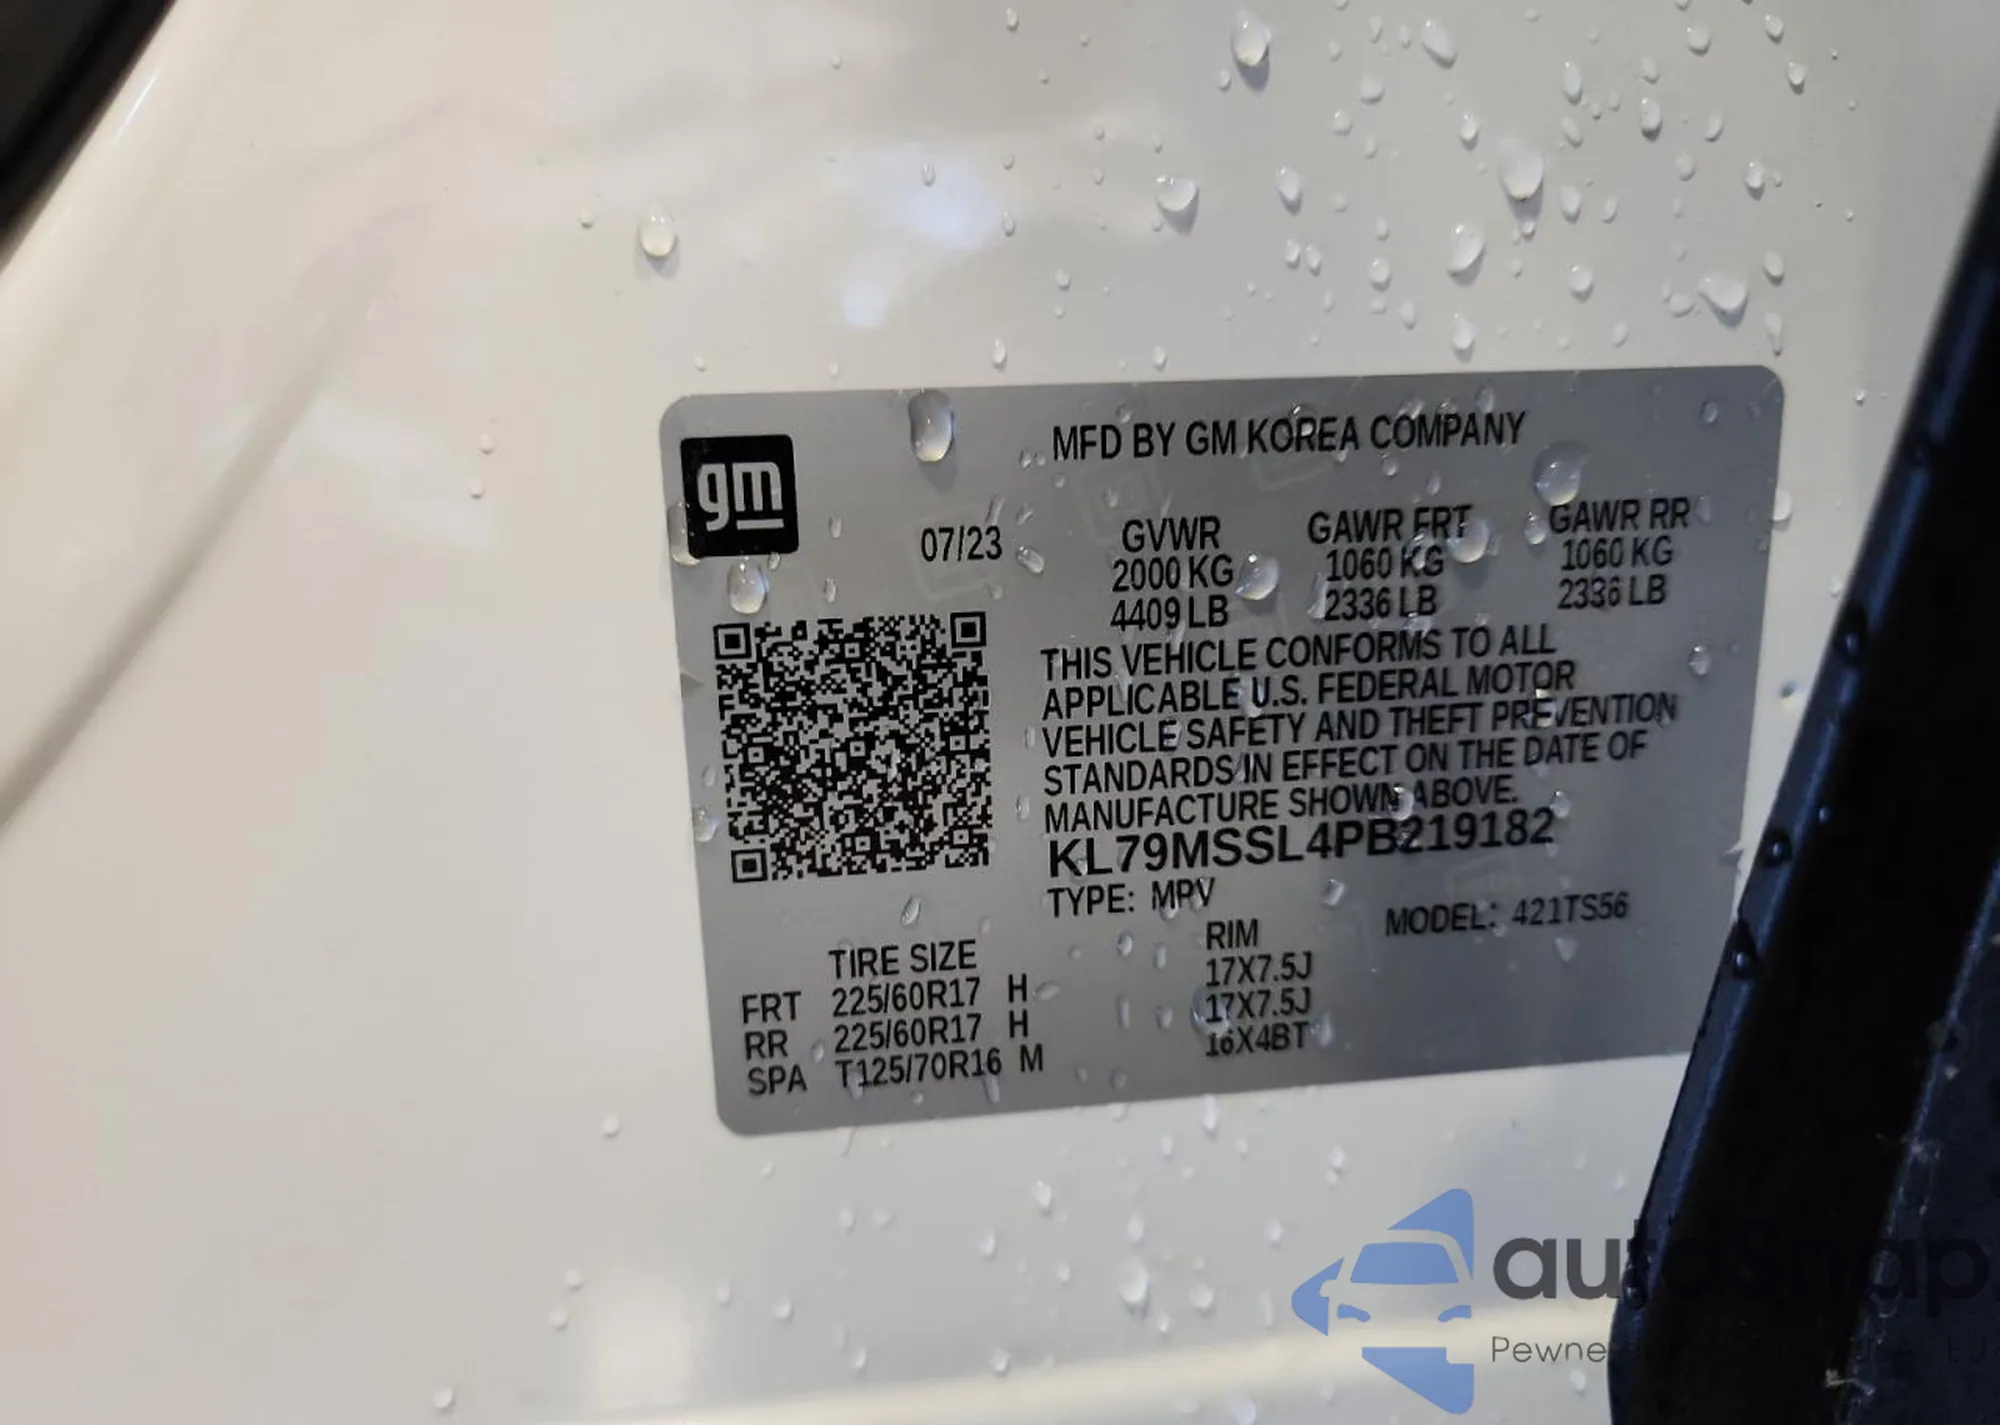 gm
MFD BY GM KOREA COMPANY
07/23
GVWR GAWR FRT GAWR RR
2000 KG 1060 KG 1060 KG
4409 LB 2336 LB 2336 LB
THIS VEHICLE CONFORMS TO ALL
APPLICABLE U.S. FEDERAL MOTOR
VEHICLE SAFETY AND THEFT PREVENTION
STANDARDS IN EFFECT ON THE DATE OF
MANUFACTURE SHOWN ABOVE.
KL79MSSL4PB219182
TYPE: MPV MODEL: 421TS56
TIRE SIZE RIM
FRT 225/60R17 H 17X7.5J
RR 225/60R17 H 17X7.5J
SPA T125/70R16 M 16X4BT
autosnap